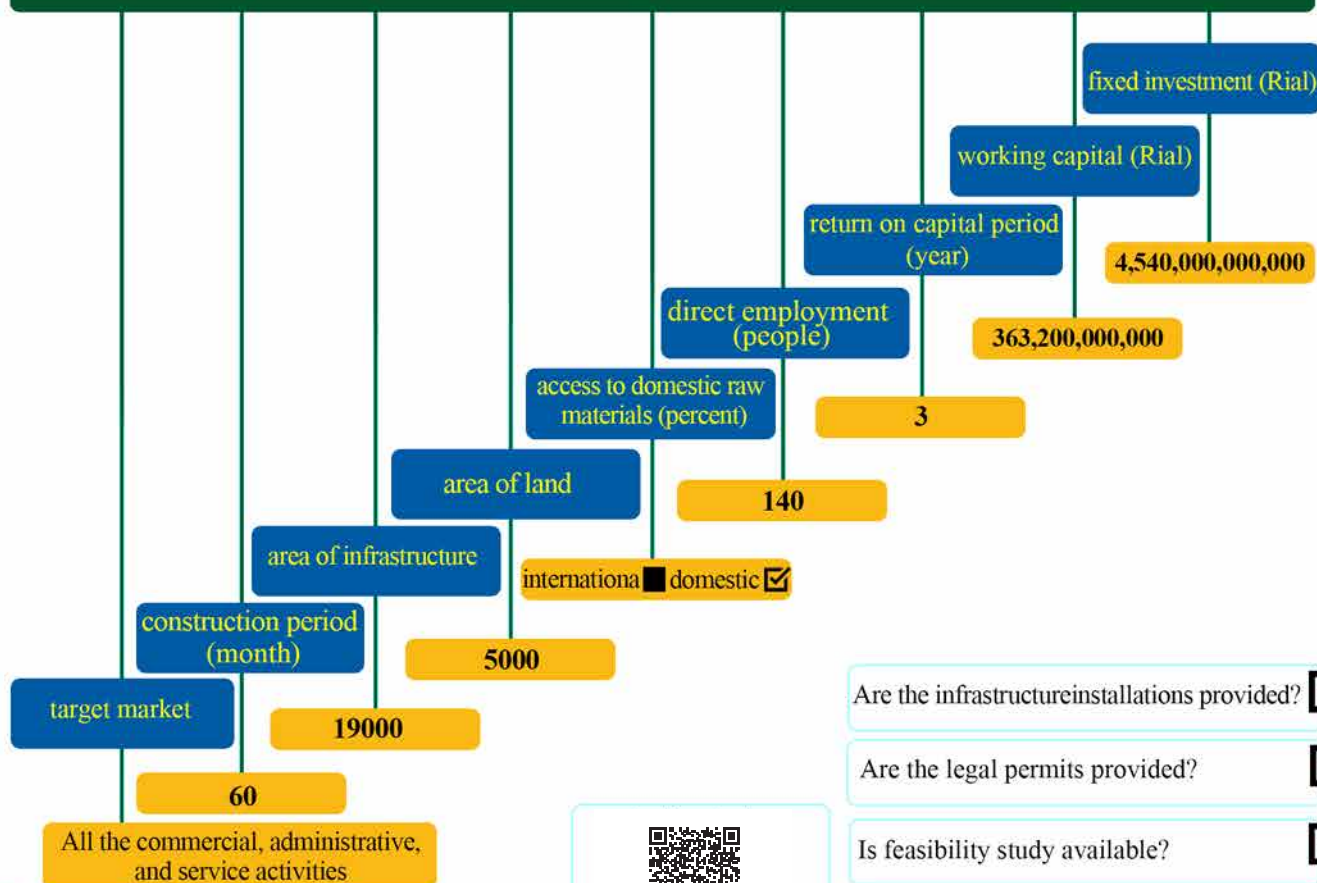 fixed investment (Rial)
4,540,000,000,000
working capital (Rial)
363,200,000,000
return on capital period
(year)
3
direct employment
(people)
140
access to domestic raw
materials (percent)
internationa domestic
area of land
5000
area of infrastructure
19000
construction period
(month)
60
target market
All the commercial, administrative,
and service activities
Are the infrastructureinstallations provided?
Are the legal permits provided?
Is feasibility study available?